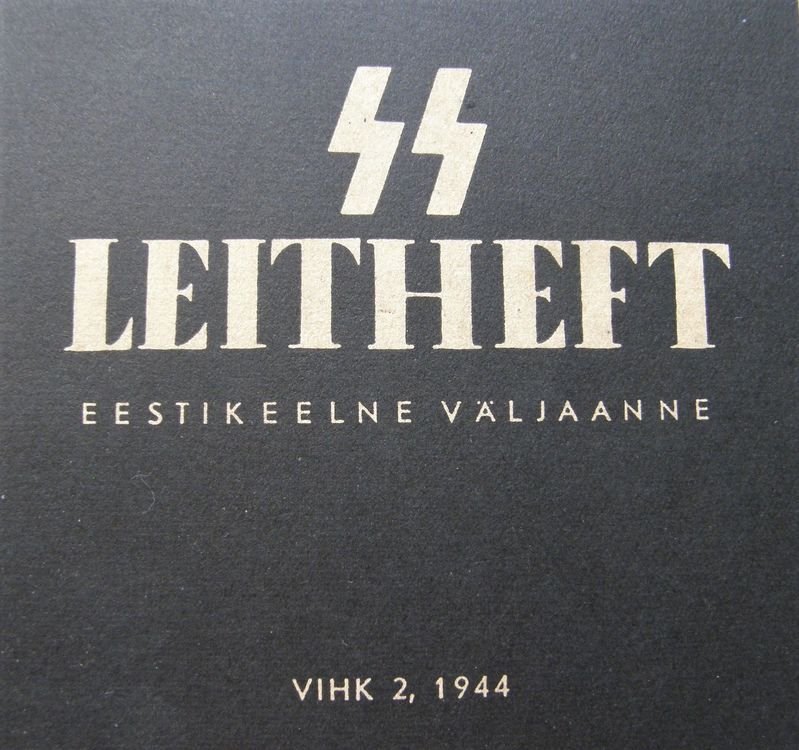 SS
LEITHEFT
EESTIKEELNE VÄLJAANNE
VIHK 2, 1944